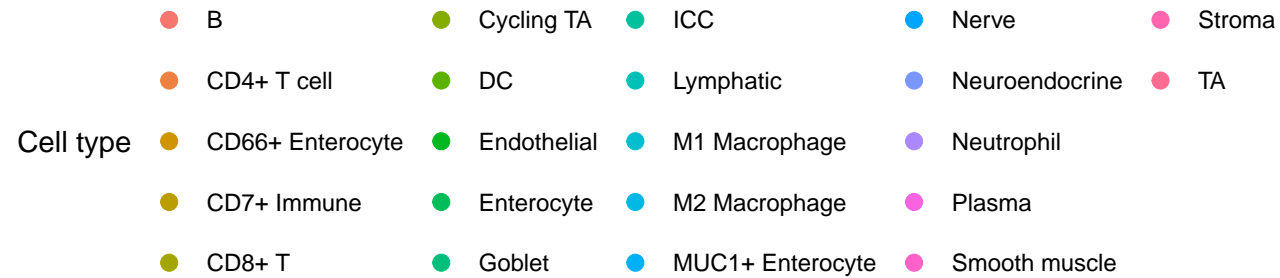 B Cycling TA ICC Nerve Stroma
CD4+ T cell DC Lymphatic Neuroendocrine TA
Cell type CD66+ Enterocyte Endothelial M1 Macrophage Neutrophil
CD7+ Immune Enterocyte M2 Macrophage Plasma
CD8+ T Goblet MUC1+ Enterocyte Smooth muscle